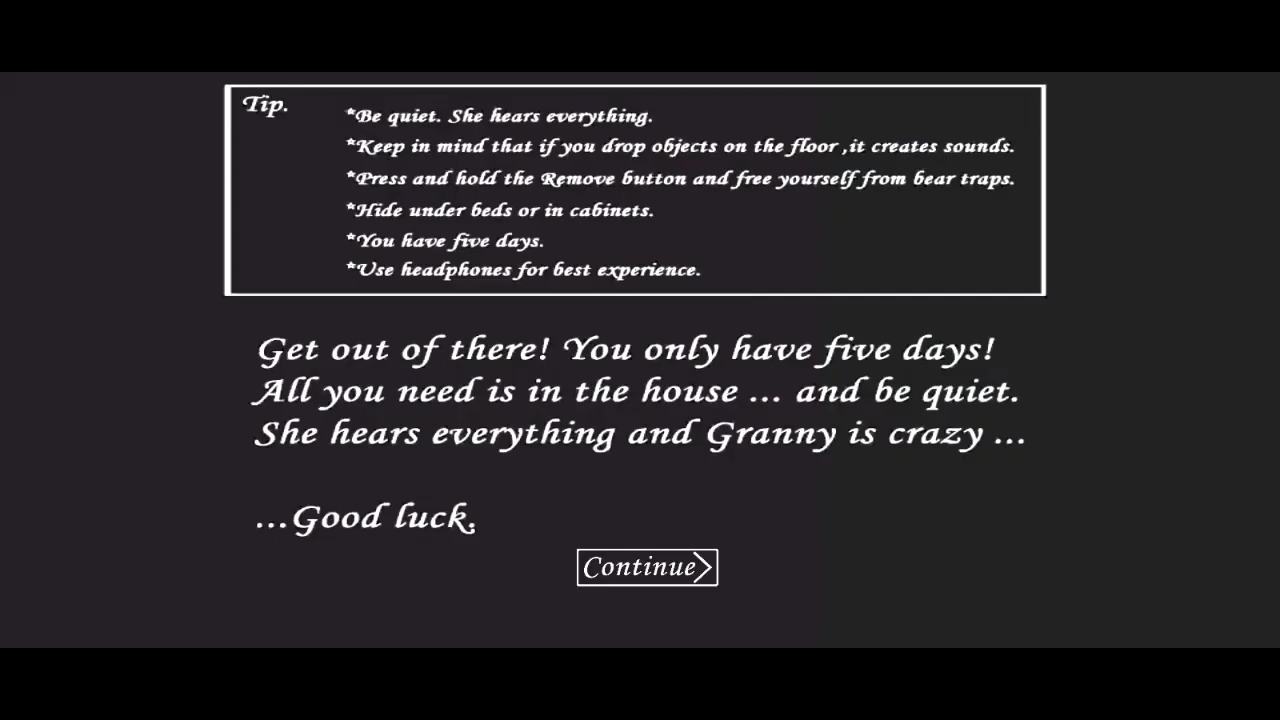 Tip.
*Be quiet. She hears everything.
*Keep in mind that if you drop objects on the floor ,it creates sounds.
*Press and hold the Remove button and free yourself from bear traps.
*Hide under beds or in cabinets.
*You have five days.
*Use headphones for best experience.
Get out of there! You only have five days!
All you need is in the house ... and be quiet.
She hears everything and Granny is crazy ...
...Good luck.
Continue>